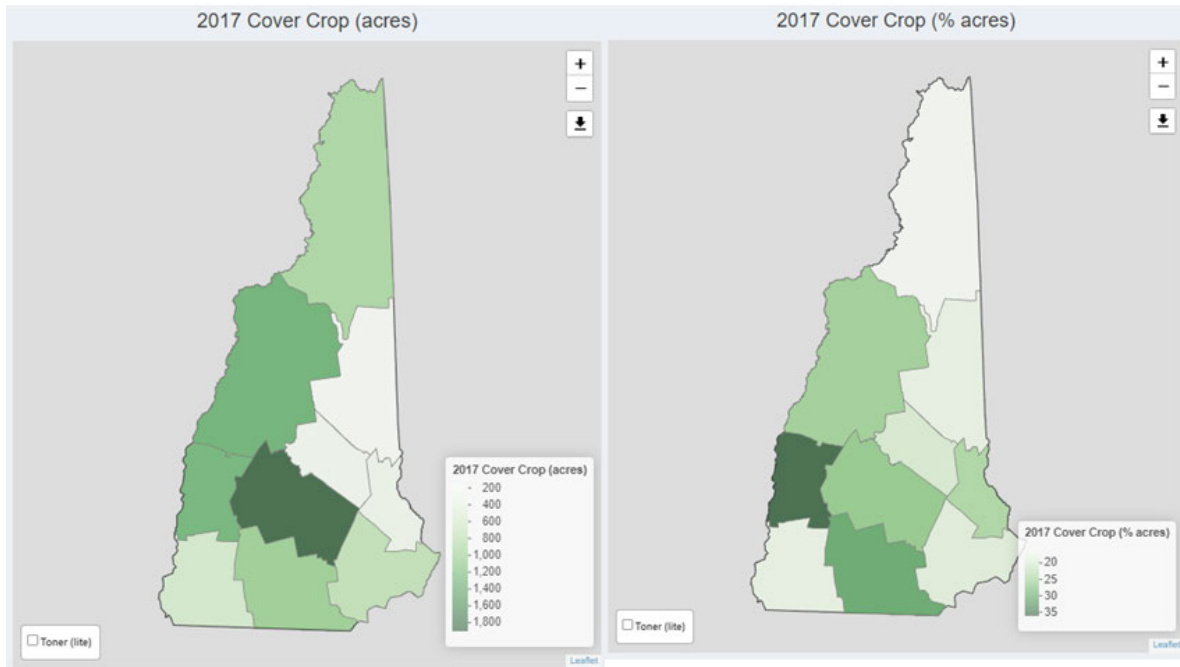 2017 Cover Crop (acres)
+
−
2017 Cover Crop (acres)
200
400
600
800
1,000
1,200
1,400
1,600
1,800
Toner (lite)
Leaflet
2017 Cover Crop (% acres)
+
−
2017 Cover Crop (% acres)
20
25
30
35
Toner (lite)
Leaflet